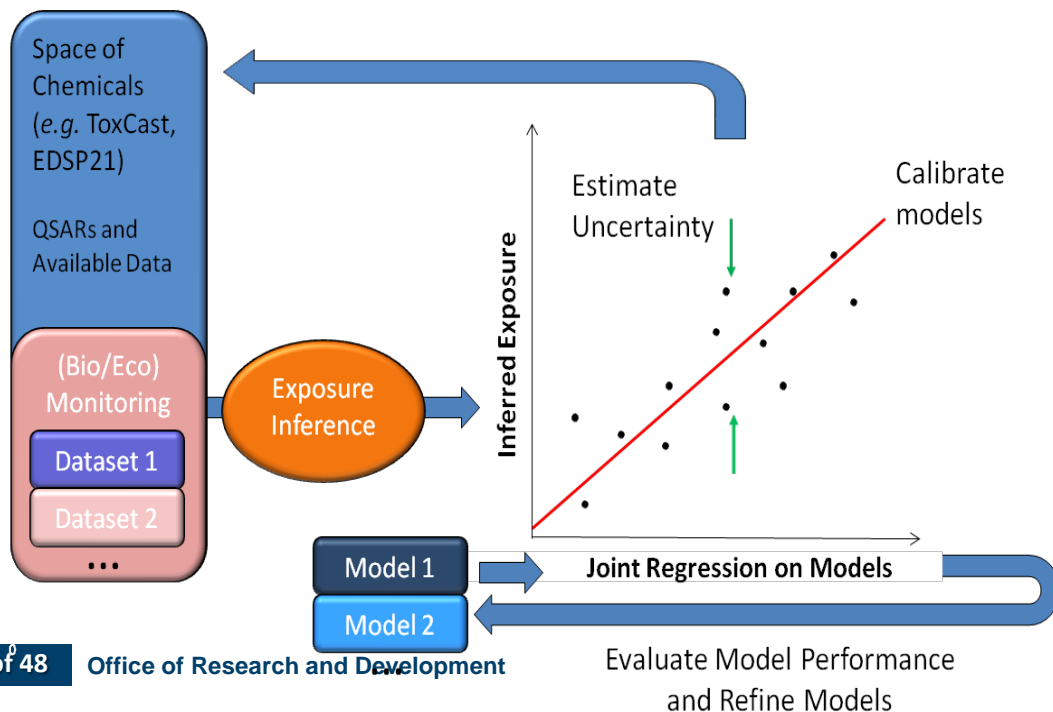 Space of
Chemicals
(e.g. ToxCast,
EDSP21)
QSARs and
Available Data
(Bio/Eco)
Monitoring
Dataset 1
Dataset 2
...
Exposure
Inference
Estimate
Uncertainty
Calibrate
models
Inferred Exposure
Joint Regression on Models
Model 1
Model 2
...
Evaluate Model Performance
and Refine Models
of 48
Office of Research and Development